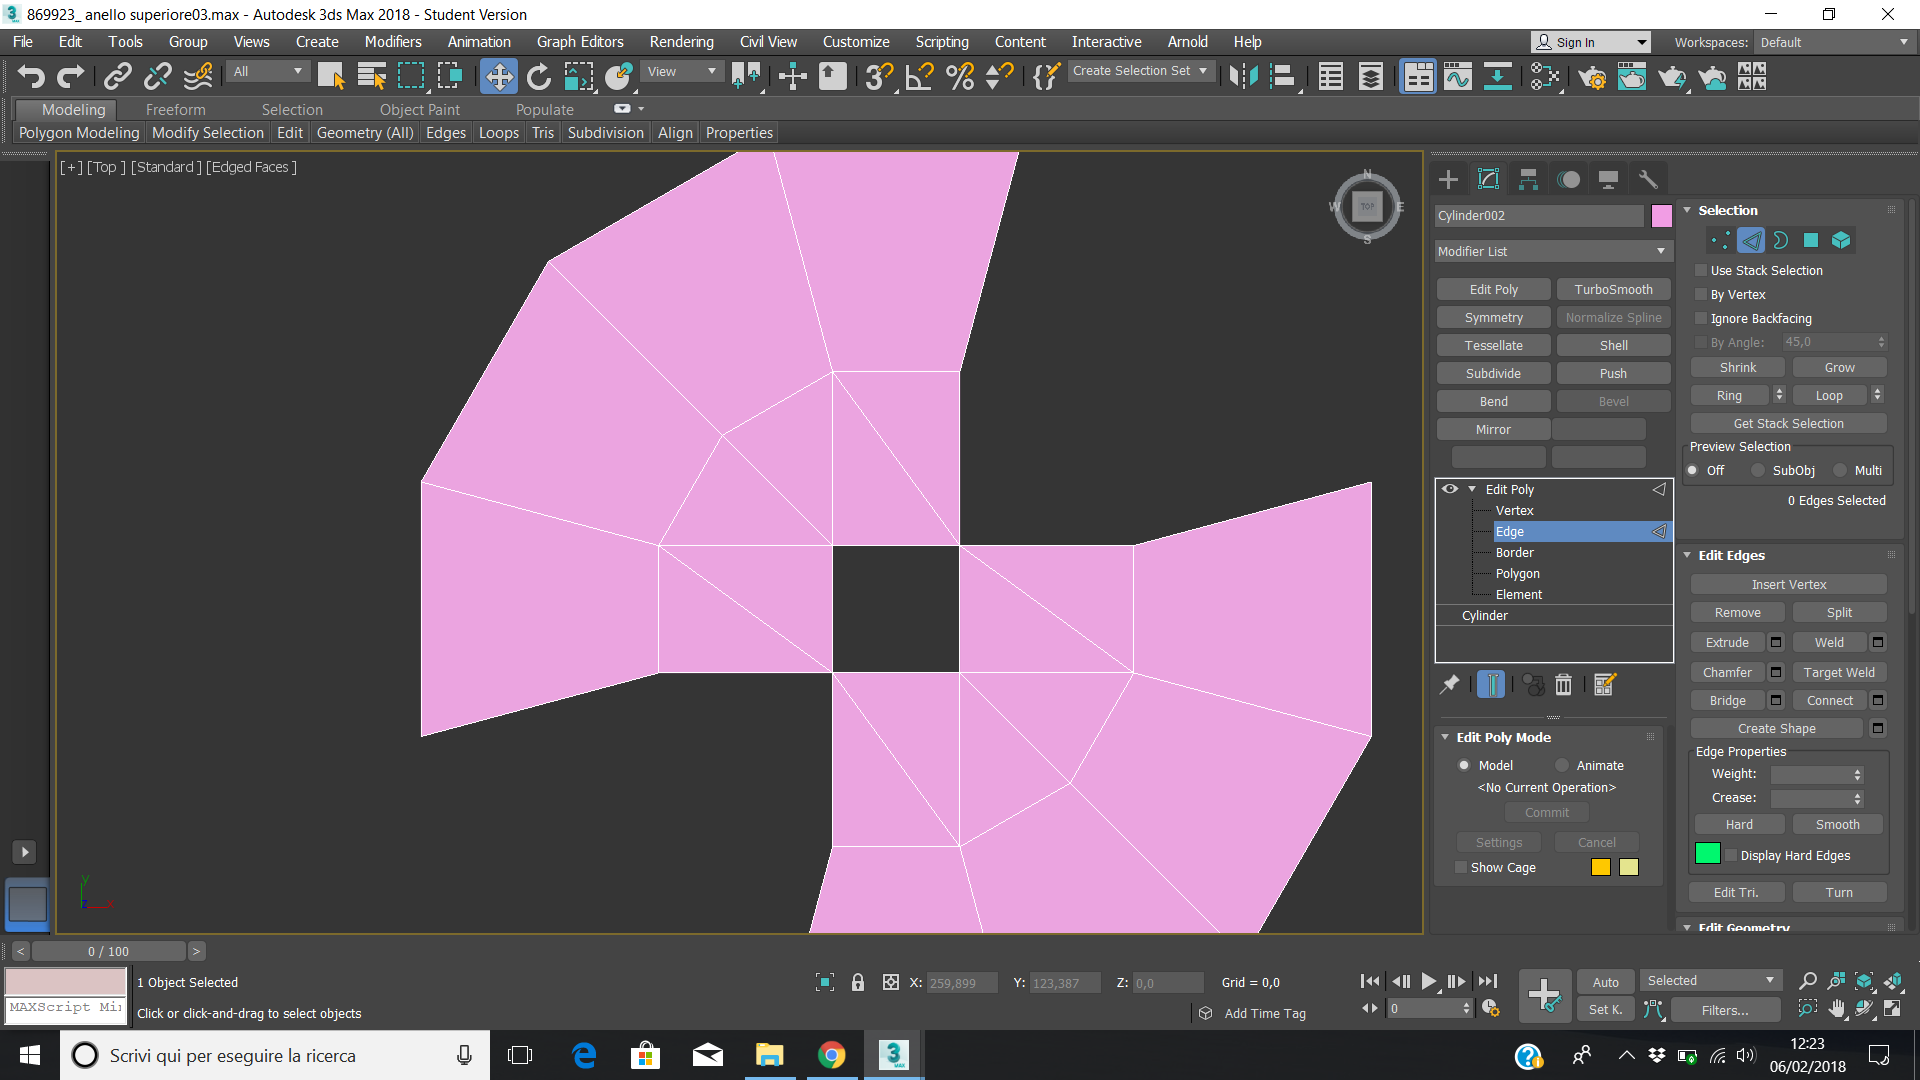 869923_ anello superiore03.max - Autodesk 3ds Max 2018 - Student Version
File Edit Tools Group Views Create Modifiers Animation Graph Editors Rendering Civil View Customize Scripting Content Interactive Arnold Help Sign In Workspaces: Default
All View Create Selection Set
Modeling Freeform Selection Object Paint Populate
Polygon Modeling Modify Selection Edit Geometry (All) Edges Loops Tris Subdivision Align Properties
[+] [Top ] [Standard ] [Edged Faces ]
N
W TOP E
S
Cylinder002
Modifier List
Edit Poly TurboSmooth
Symmetry Normalize Spline
Tessellate Shell
Subdivide Push
Bend Bevel
Mirror
Edit Poly
Vertex
Edge
Border
Polygon
Element
Cylinder
Edit Poly Mode
Model Animate
<No Current Operation>
Commit
Settings Cancel
Show Cage
Selection
Use Stack Selection
By Vertex
Ignore Backfacing
By Angle: 45,0
Shrink Grow
Ring Loop
Get Stack Selection
Preview Selection
Off SubObj Multi
0 Edges Selected
Edit Edges
Insert Vertex
Remove Split
Extrude Weld
Chamfer Target Weld
Bridge Connect
Create Shape
Edge Properties
Weight:
Crease:
Hard Smooth
Display Hard Edges
Edit Tri. Turn
Edit Geometry
y
z x
< 0 / 100 >
1 Object Selected X: 259,899 Y: 123,387 Z: 0,0 Grid = 0,0 Auto Selected
MAXScript Mi Click or click-and-drag to select objects Add Time Tag 0 Set K. Filters...
Scrivi qui per eseguire la ricerca
3
MAX
12:23
06/02/2018